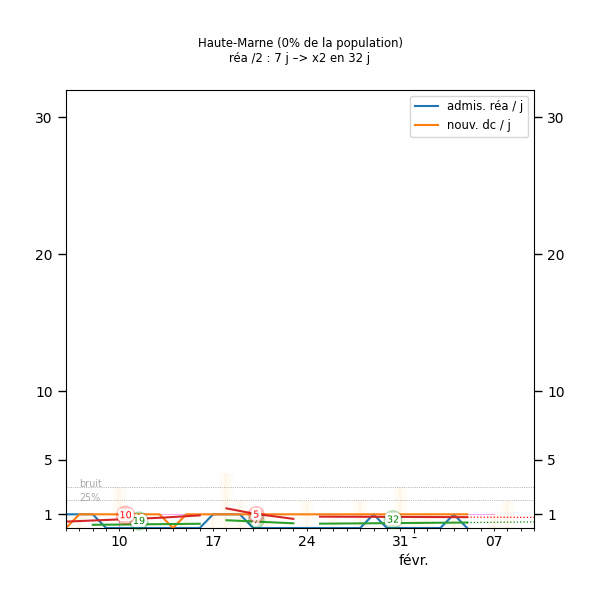 Haute-Marne (0% de la population)
réa /2 : 7 j –> x2 en 32 j
admis. réa / j
nouv. dc / j
30 30
20 20
10 10
5 5
bruit
25%
1 1
10 19 5 32
10 17 24 31 07
févr.